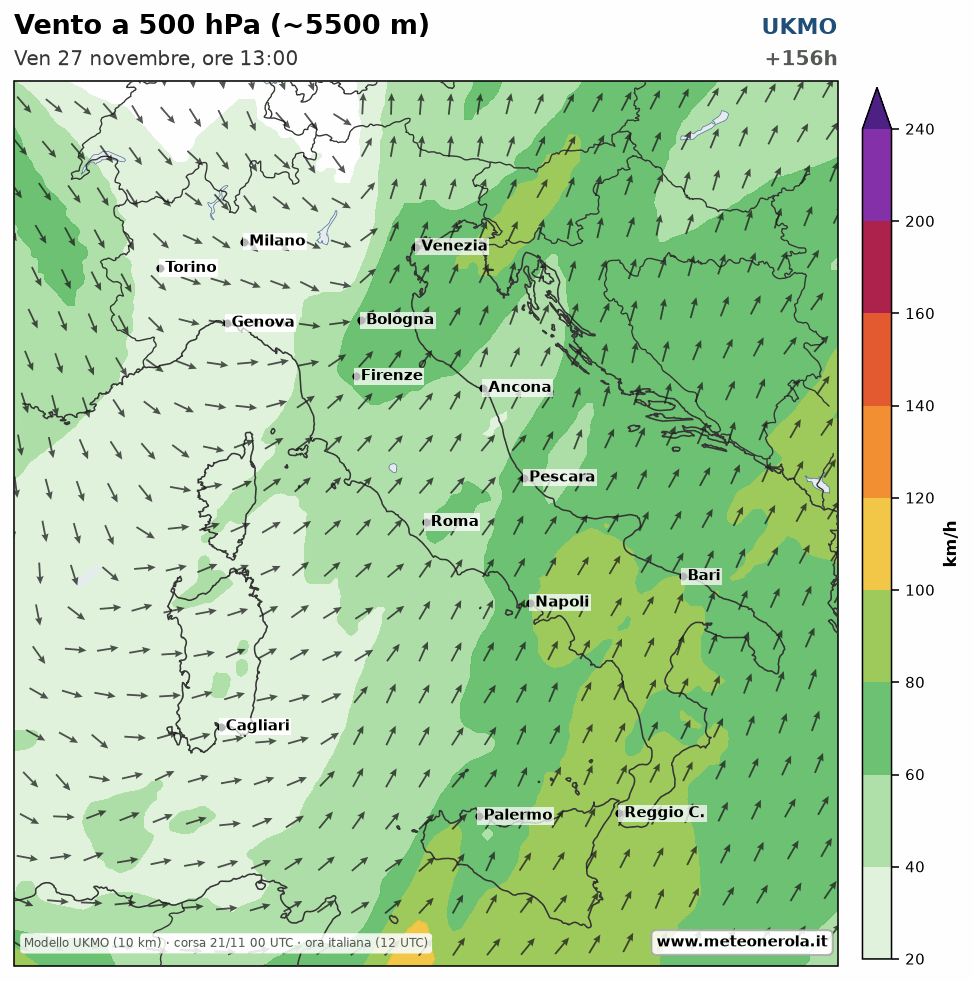 Vento a 500 hPa (~5500 m)
UKMO
Ven 27 novembre, ore 13:00
+156h
240
200
160
140
120
100
80
60
40
20
km/h
Milano
Venezia
Torino
Genova
Bologna
Firenze
Ancona
Pescara
Roma
Bari
Napoli
Cagliari
Palermo
Reggio C.
Modello UKMO (10 km) · corsa 21/11 00 UTC · ora italiana (12 UTC)
www.meteonerola.it